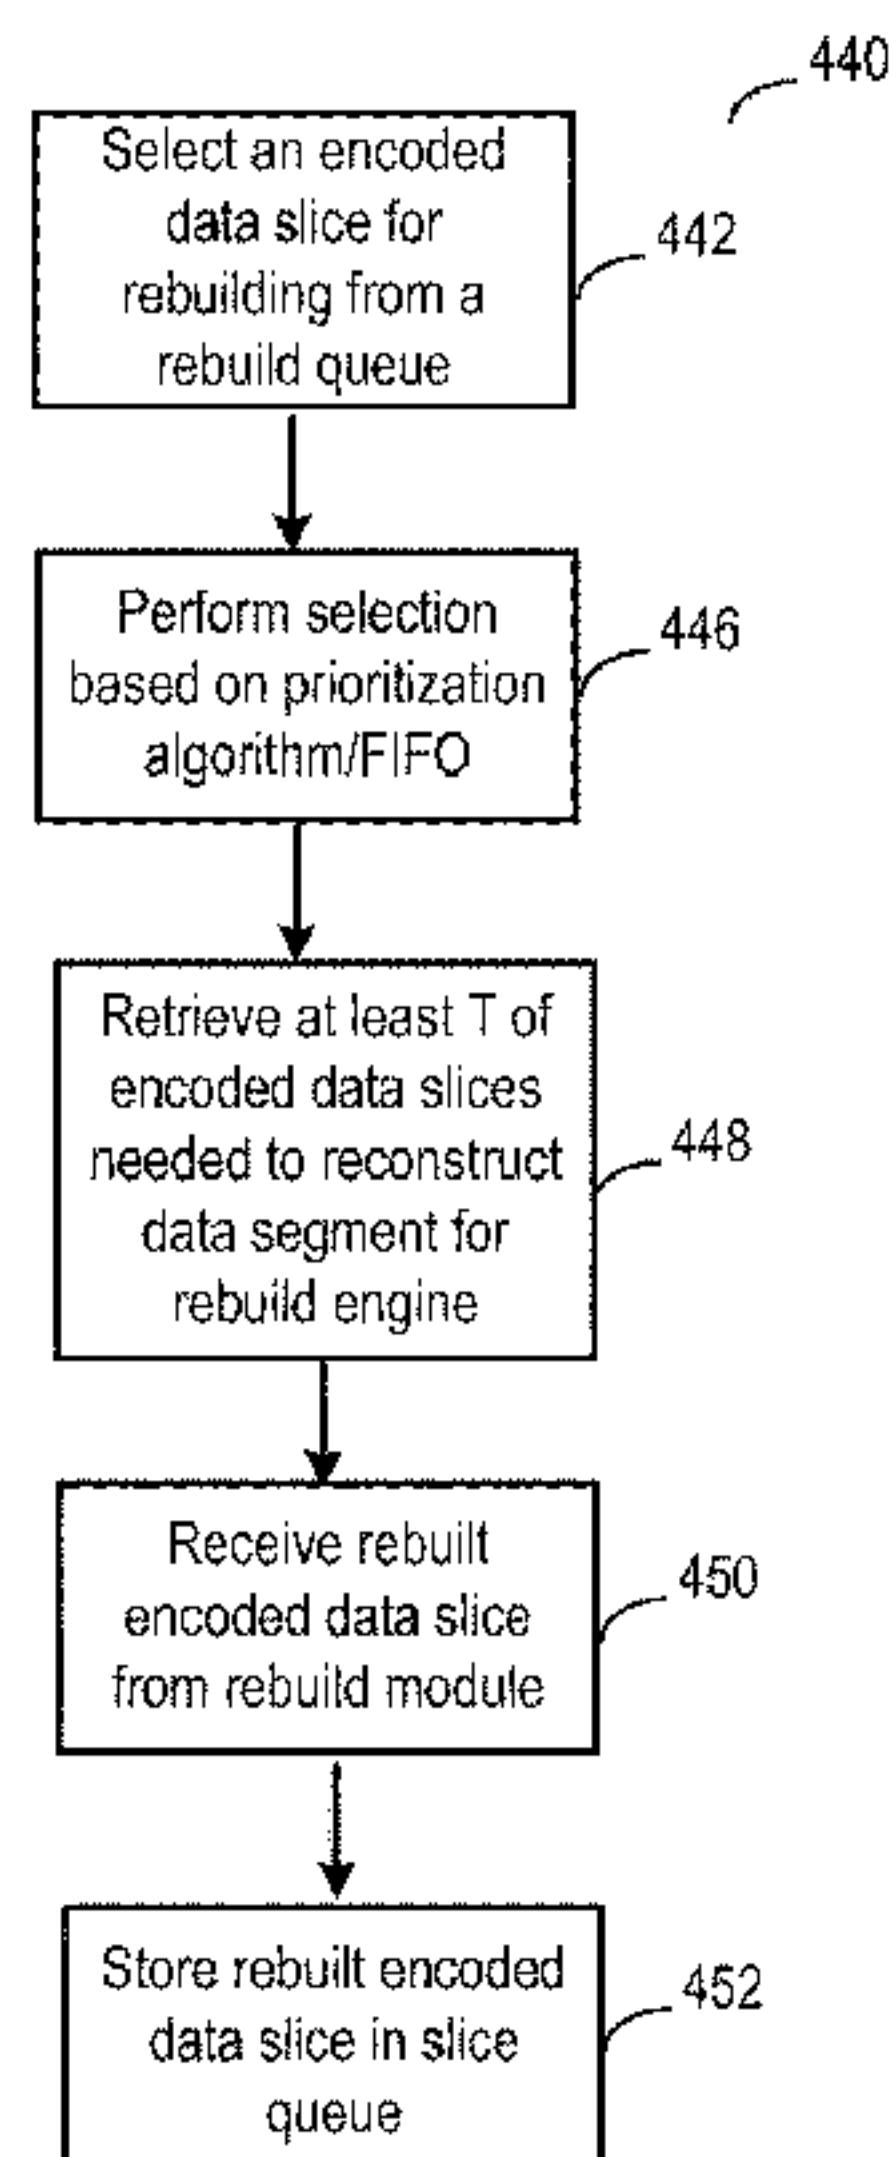 440
Select an encoded
data slice for
rebuilding from a
rebuild queue
442
Perform selection
based on prioritization
algorithm/FIFO
446
Retrieve at least T of
encoded data slices
needed to reconstruct
data segment for
rebuild engine
448
Receive rebuilt
encoded data slice
from rebuild module
450
Store rebuilt encoded
data slice in slice
queue
452